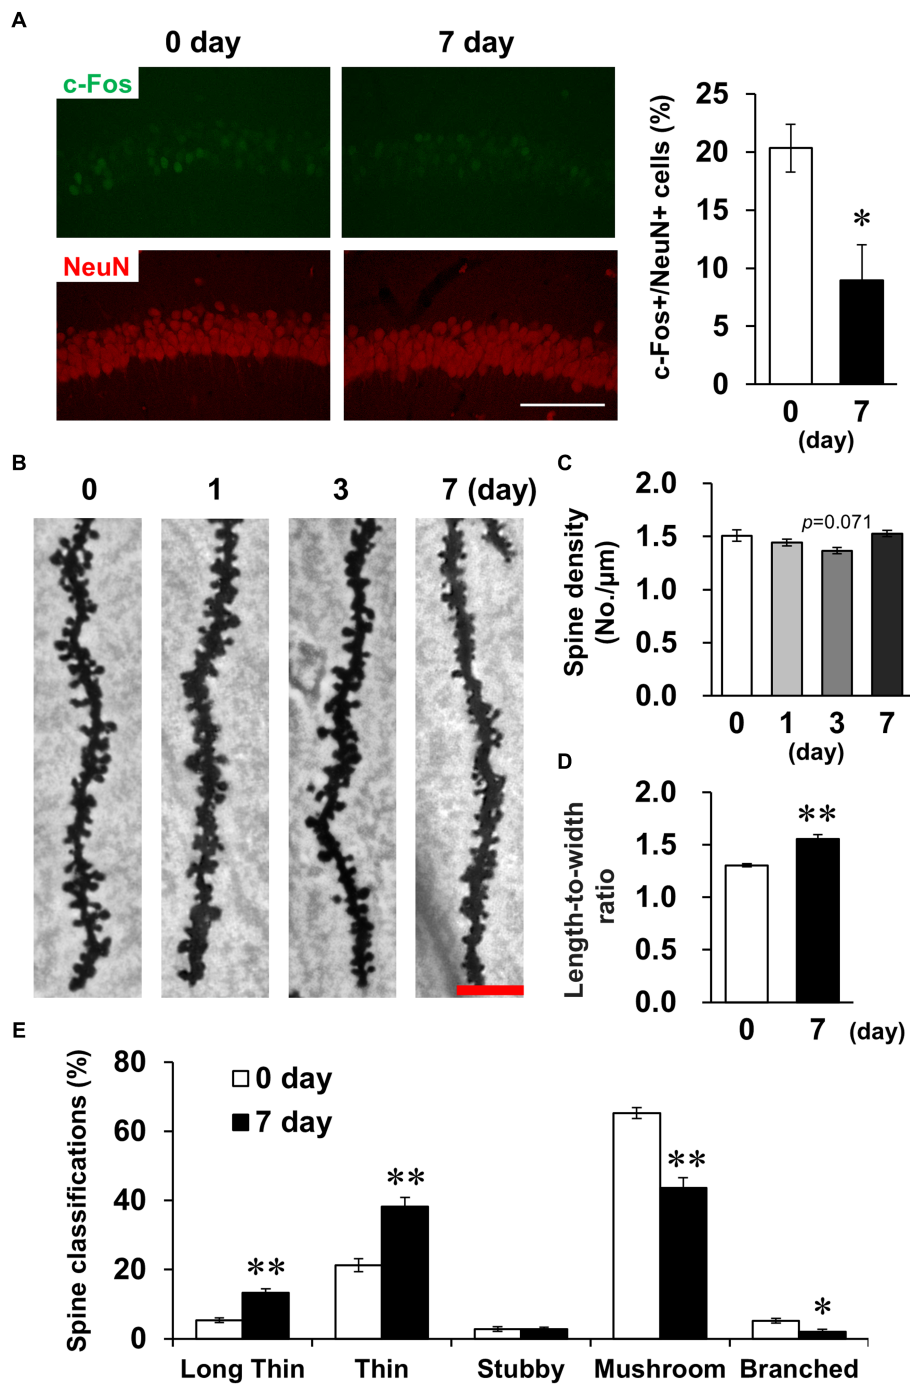 A
0 day
7 day
c-Fos
NeuN
c-Fos+/NeuN+ cells (%)
25
20
15
10
5
0
*
0
7
(day)
B
0
1
3
7 (day)
C
Spine density
(No./μm)
2.0
1.5
1.0
0.5
0.0
p=0.071
0
1
3
7
(day)
D
Length-to-width
ratio
2.0
1.5
1.0
0.5
0.0
**
0
7
(day)
E
Spine classifications (%)
80
60
40
20
0
0 day
7 day
**
**
**
*
Long Thin
Thin
Stubby
Mushroom
Branched